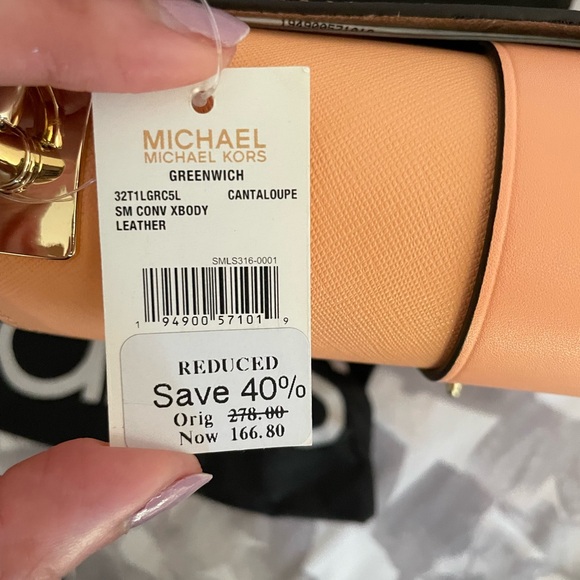 MICHAEL
MICHAEL KORS
GREENWICH
32T1LGRC5L CANTALOUPE
SM CONV XBODY
LEATHER
SMLS316-0001
1 94900 57101 9
REDUCED
Save 40%
Orig 278.00
Now 166.80